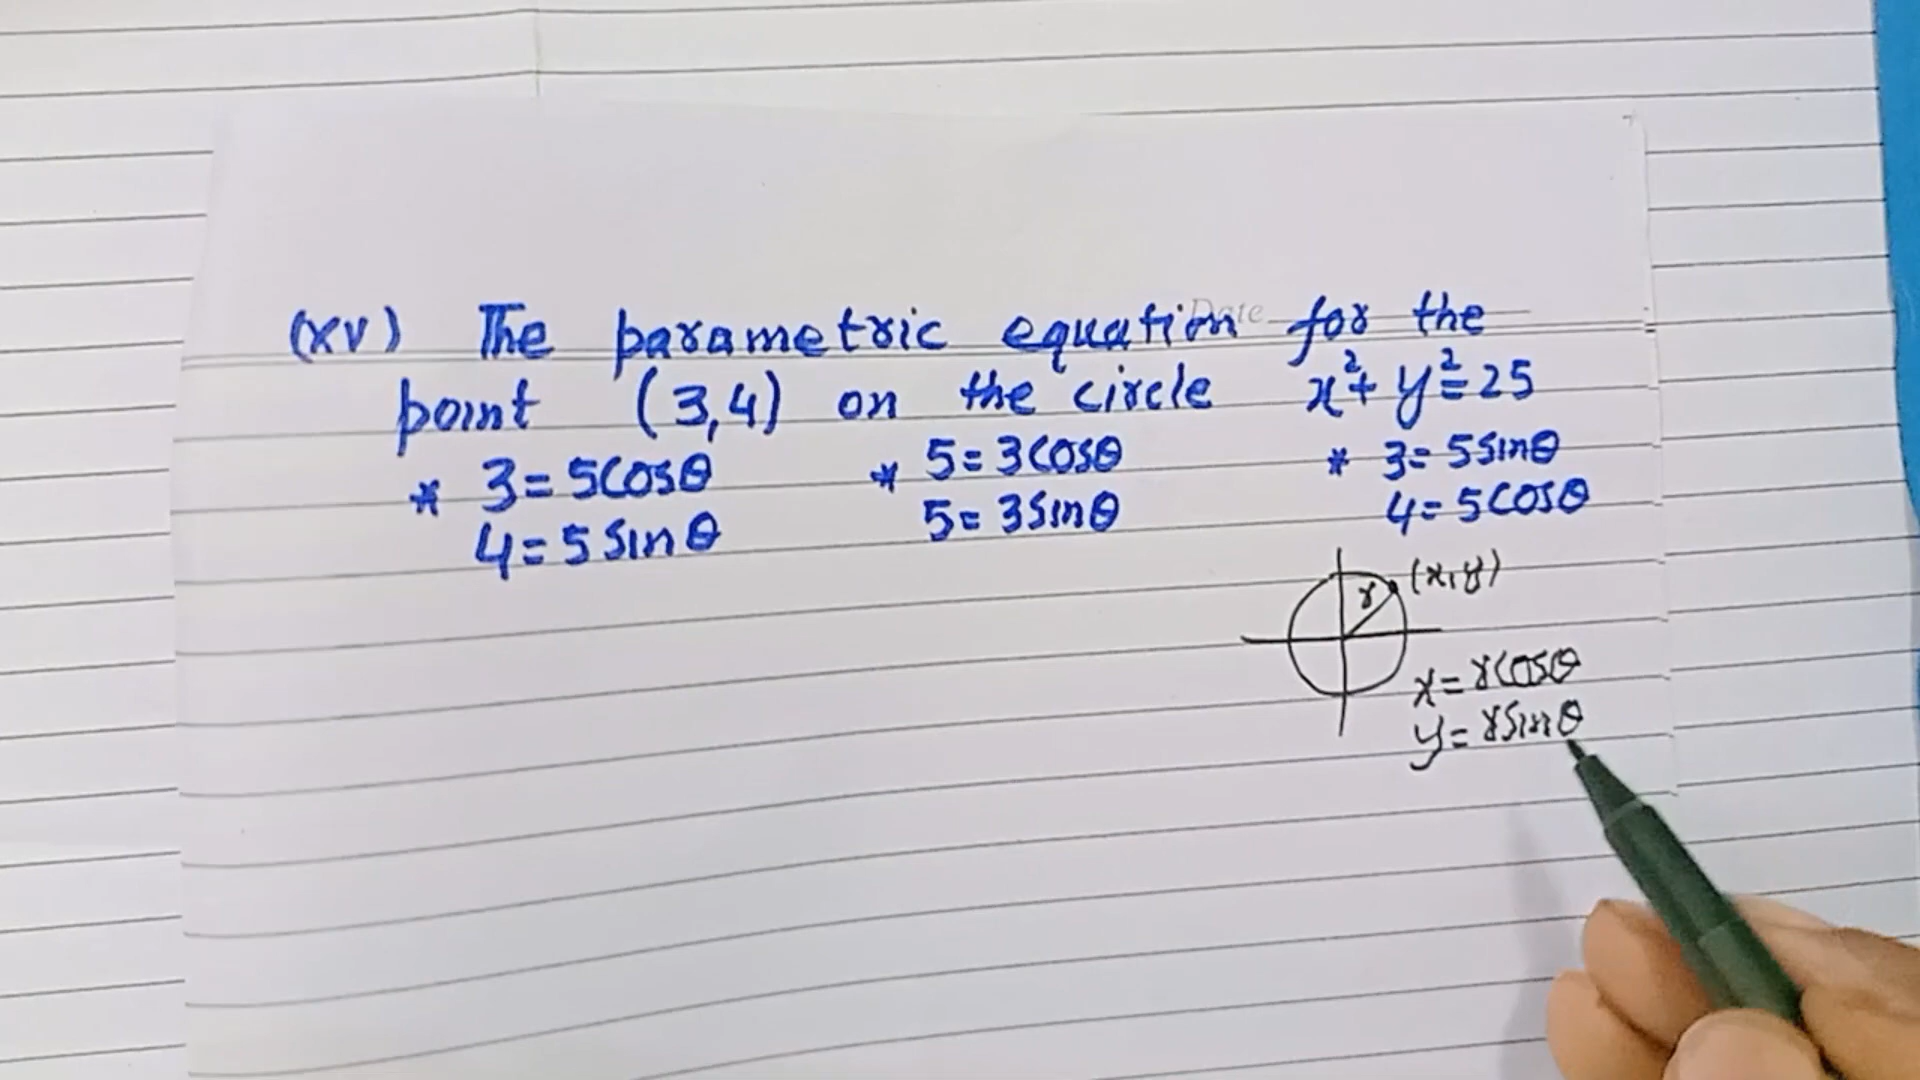 Date
(xv) The parametric equation for the
point (3,4) on the circle x²+ y²=25
* 3=5cosθ * 5=3cosθ * 3=5sinθ
4=5sinθ 5=3sinθ 4=5cosθ
r (x,y)
x=rcosθ
y=rsinθ